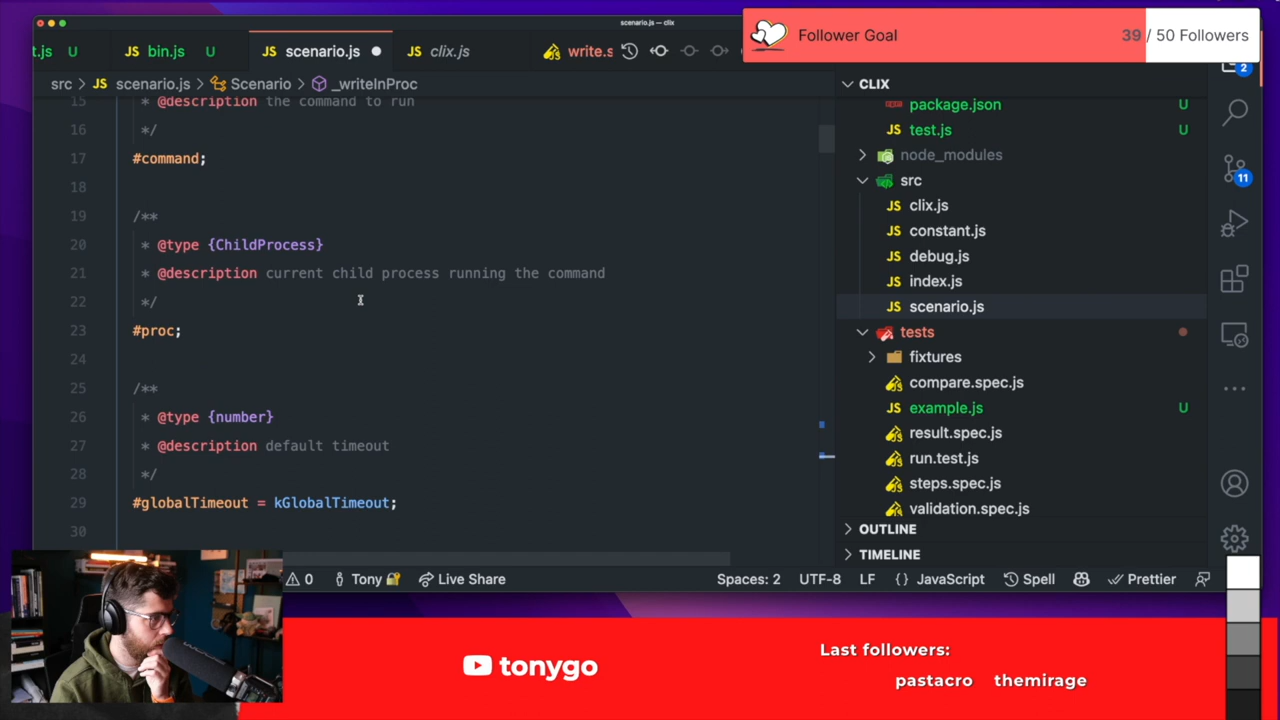 scenario.js — clix
Follower Goal
39 / 50 Followers
t.js U
bin.js U
scenario.js
clix.js
write.s
src > JS scenario.js > Scenario > _writeInProc
15 * @description the command to run
16 */
17 #command;
18
19 /**
20 * @type {ChildProcess}
21 * @description current child process running the command
22 */
23 #proc;
24
25 /**
26 * @type {number}
27 * @description default timeout
28 */
29 #globalTimeout = kGlobalTimeout;
30
CLIX
package.json U
JS test.js U
node_modules
src
JS clix.js
JS constant.js
JS debug.js
JS index.js
JS scenario.js
tests
fixtures
compare.spec.js
JS example.js U
result.spec.js
run.test.js
steps.spec.js
validation.spec.js
OUTLINE
TIMELINE
2
11
0 Tony Live Share Spaces: 2 UTF-8 LF {} JavaScript Spell Prettier
tonygo
Last followers:
pastacro themirage